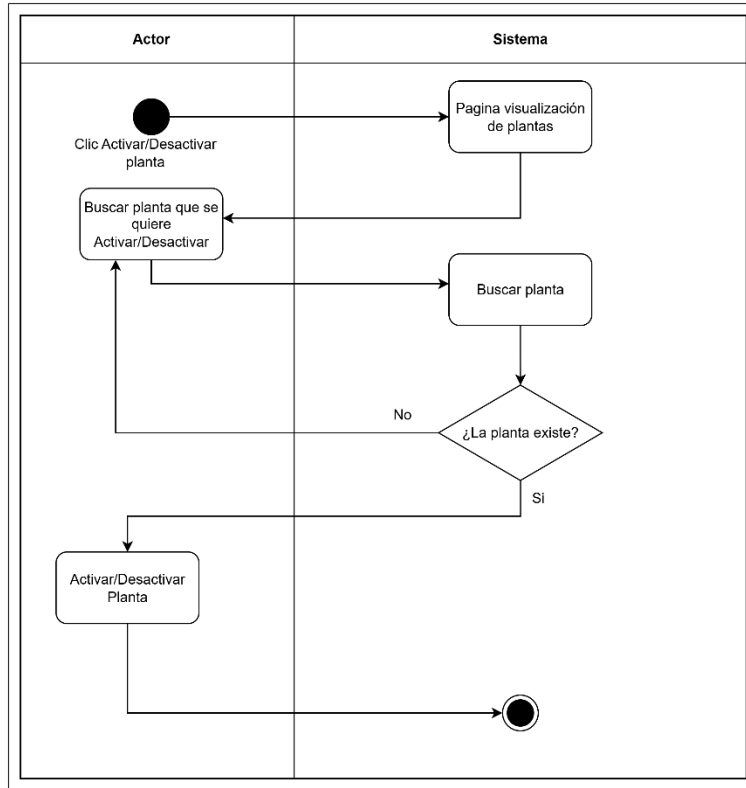 Actor
Sistema
Clic Activar/Desactivar
planta
Pagina visualización
de plantas
Buscar planta que se
quiere
Activar/Desactivar
Buscar planta
¿La planta existe?
No
Si
Activar/Desactivar
Planta